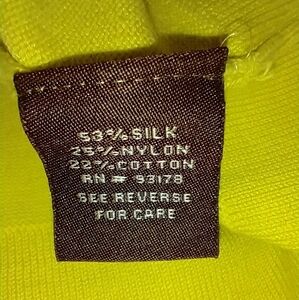 53% SILK
25% NYLON
22% COTTON
RN # 93178
SEE REVERSE
FOR CARE